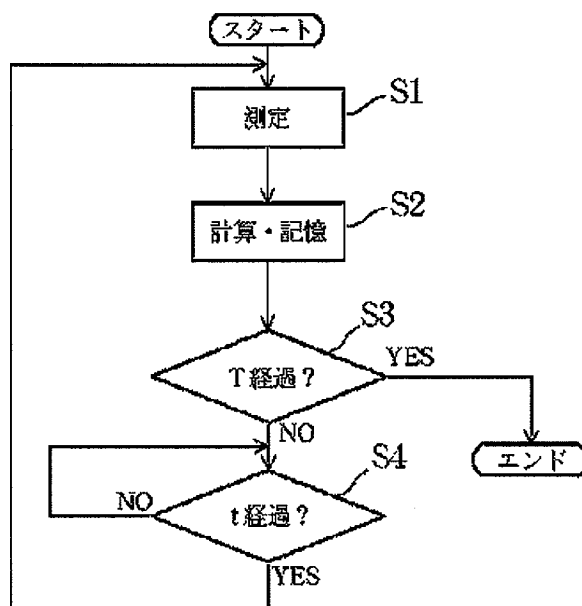 スタート
測定
S1
計算・記憶
S2
S3
T経過?
YES
NO
エンド
S4
NO
t経過?
YES